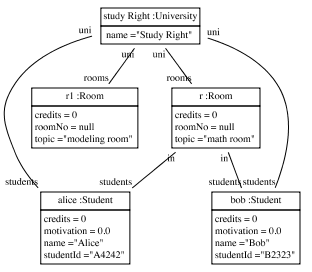 study Right :University
name ="Study Right"
uni
uni
uni
uni
rooms
rooms
r1 :Room
credits = 0
roomNo = null
topic ="modeling room"
r :Room
credits = 0
roomNo = null
topic ="math room"
in
in
students
students
students
students
alice :Student
credits = 0
motivation = 0.0
name ="Alice"
studentId ="A4242"
bob :Student
credits = 0
motivation = 0.0
name ="Bob"
studentId ="B2323"